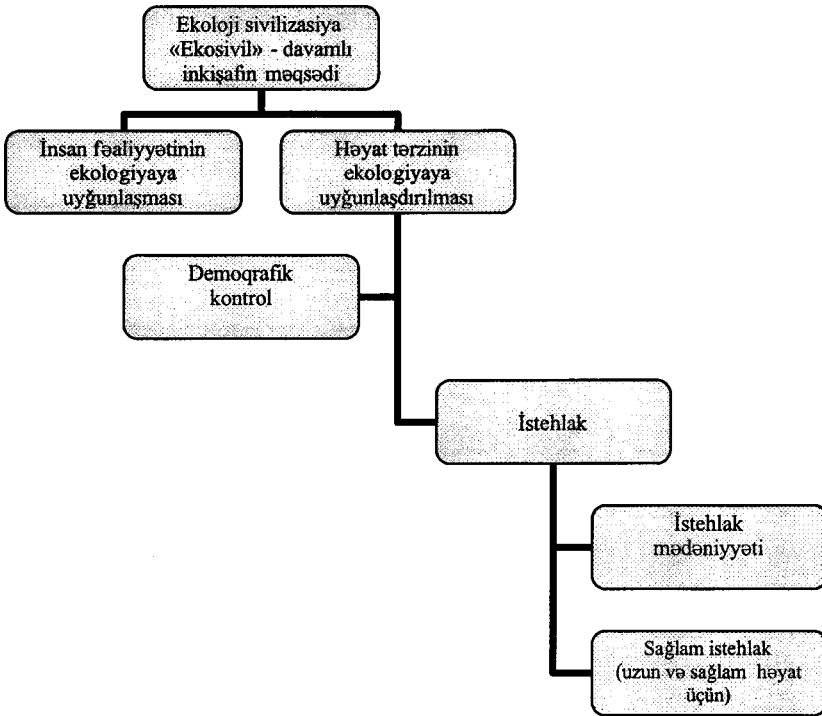 Ekoloji sivilizasiya
«Ekosivil» - davamlı
inkişafın məqsədi
İnsan fəaliyyətinin
ekologiyaya
uyğunlaşması
Həyat tərzinin
ekologiyaya
uyğunlaşdırılması
Demoqrafik
kontrol
İstehlak
İstehlak
mədəniyyəti
Sağlam istehlak
(uzun və sağlam həyat
üçün)